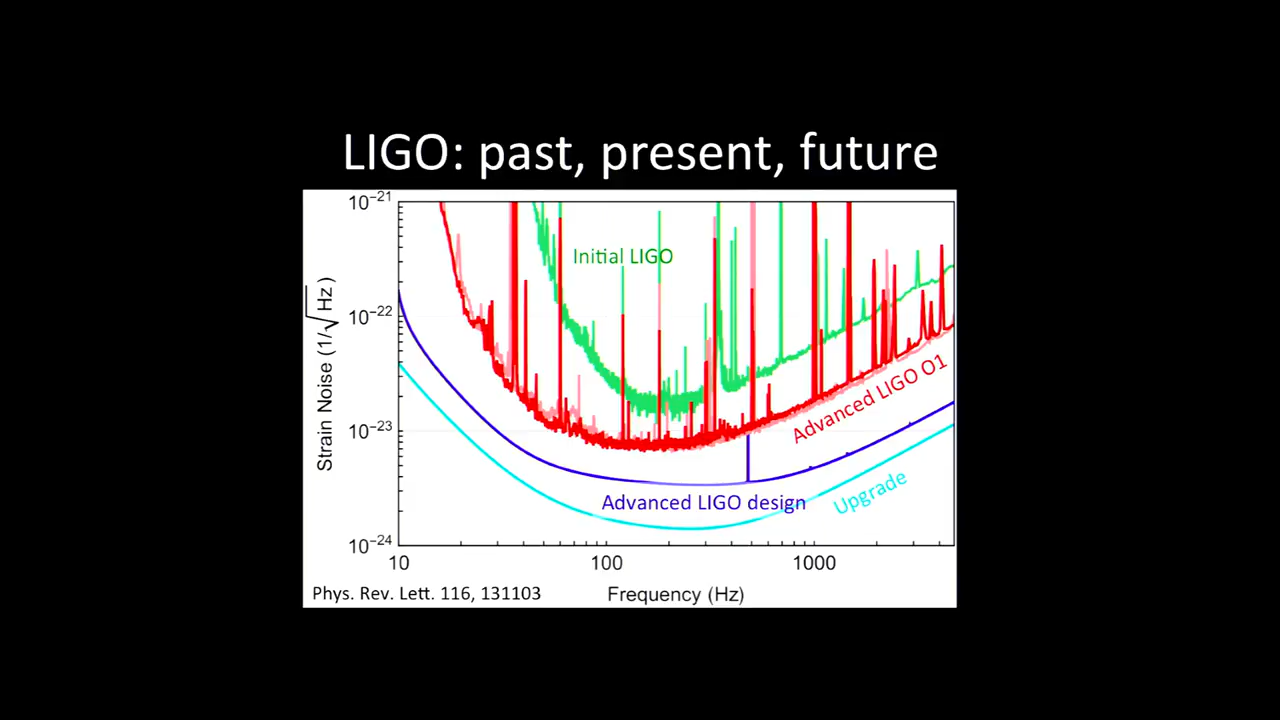 LIGO: past, present, future
10⁻²¹
10⁻²²
10⁻²³
10⁻²⁴
Strain Noise (1/√Hz)
Initial LIGO
Advanced LIGO O1
Advanced LIGO design
Upgrade
10 100 1000
Phys. Rev. Lett. 116, 131103
Frequency (Hz)